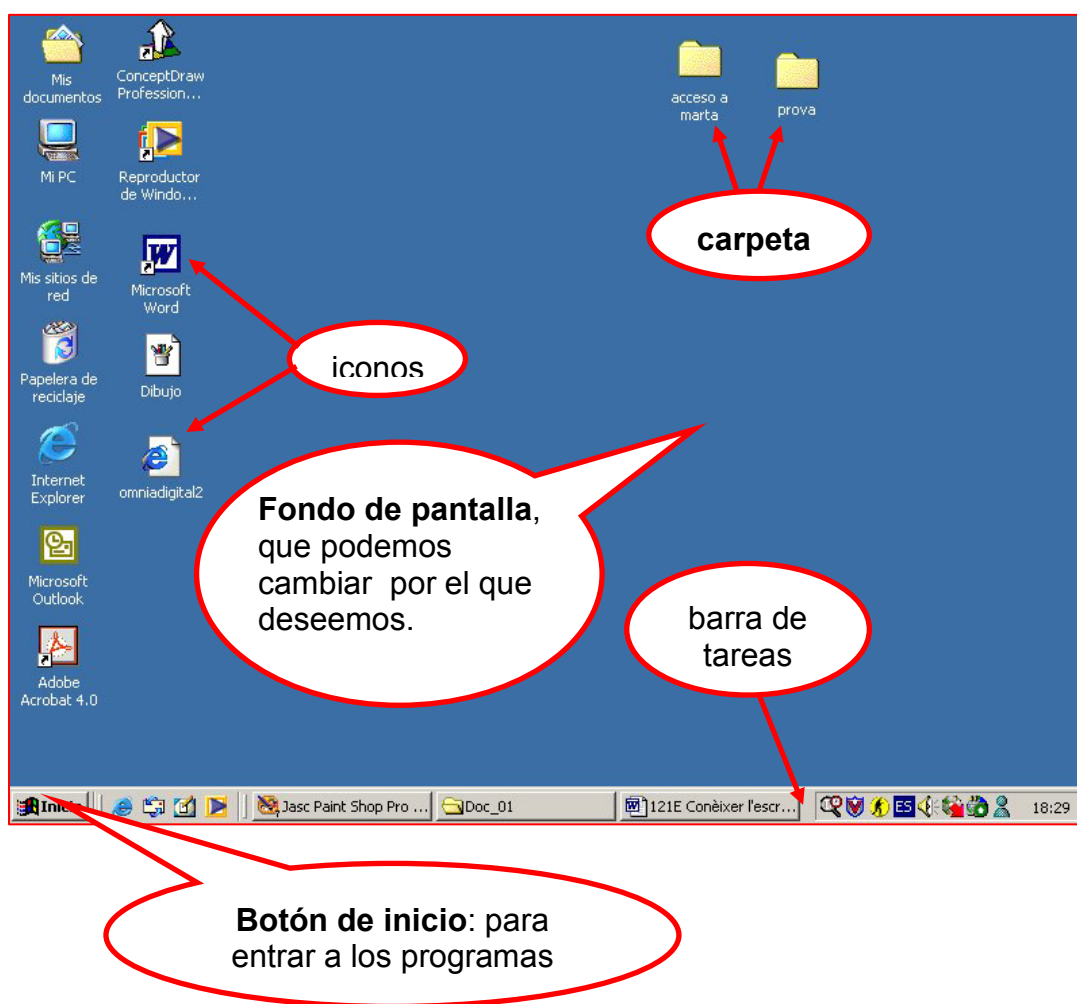 Mis
documentos
ConceptDraw
Profession...
acceso a
marta
prova
Mi PC
Reproductor
de Windo...
carpeta
Mis sitios de
red
Microsoft
Word
iconos
Papelera de
reciclaje
Dibujo
Internet
Explorer
omniadigital2
Fondo de pantalla,
que podemos
cambiar por el que
deseemos.
Microsoft
Outlook
barra de
tareas
Adobe
Acrobat 4.0
Inicio
Jasc Paint Shop Pro ...
Doc_01
121E Conèixer l'escr...
ES
18:29
Botón de inicio: para
entrar a los programas